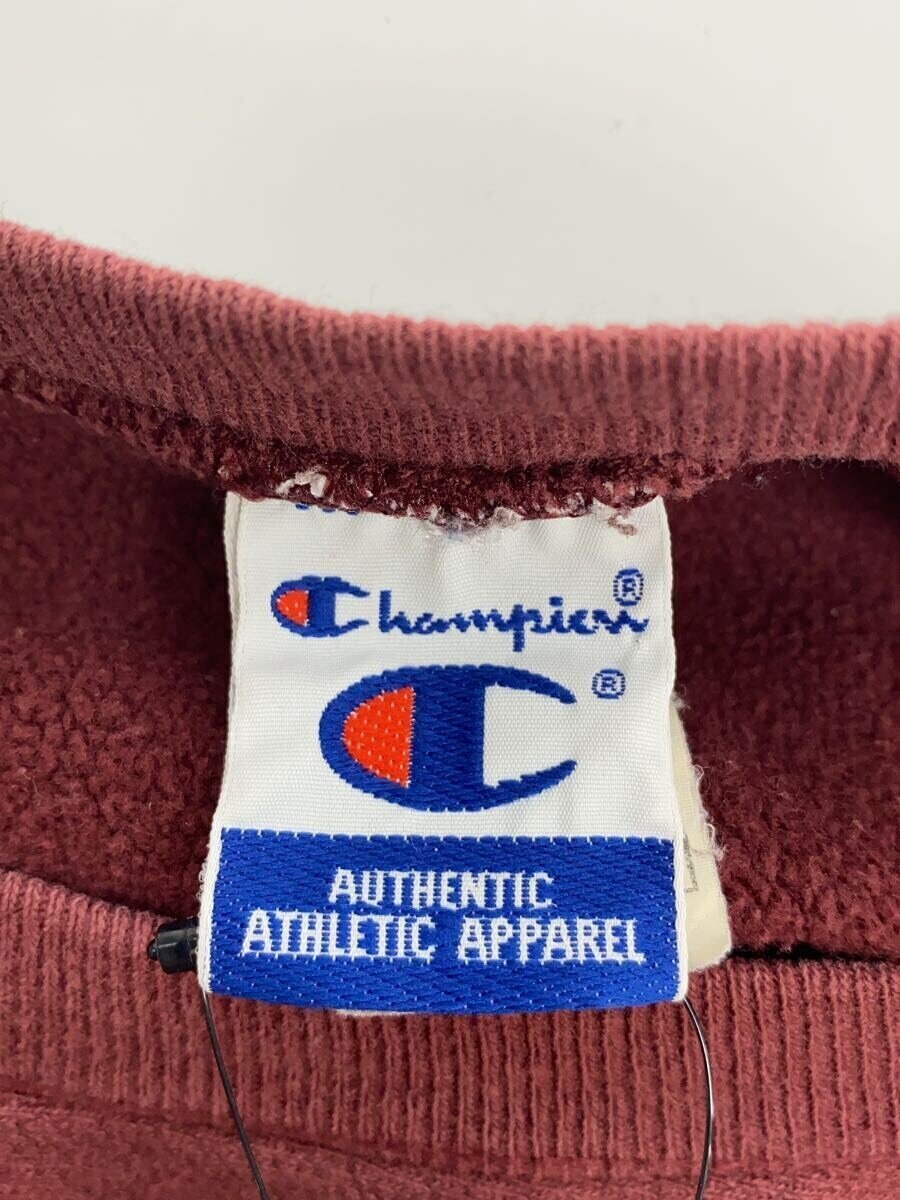 Champion®
®
AUTHENTIC
ATHLETIC APPAREL